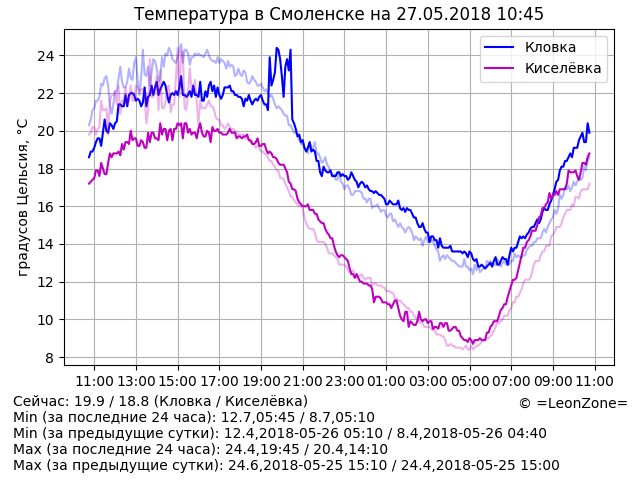 Температура в Смоленске на 27.05.2018 10:45
градусов Цельсия, °C
24
22
20
18
16
14
12
10
8
Кловка
Киселёвка
11:00 13:00 15:00 17:00 19:00 21:00 23:00 01:00 03:00 05:00 07:00 09:00 11:00
Сейчас: 19.9 / 18.8 (Кловка / Киселёвка)
© =LeonZone=
Min (за последние 24 часа): 12.7,05:45 / 8.7,05:10
Min (за предыдущие сутки): 12.4,2018-05-26 05:10 / 8.4,2018-05-26 04:40
Max (за последние 24 часа): 24.4,19:45 / 20.4,14:10
Max (за предыдущие сутки): 24.6,2018-05-25 15:10 / 24.4,2018-05-25 15:00